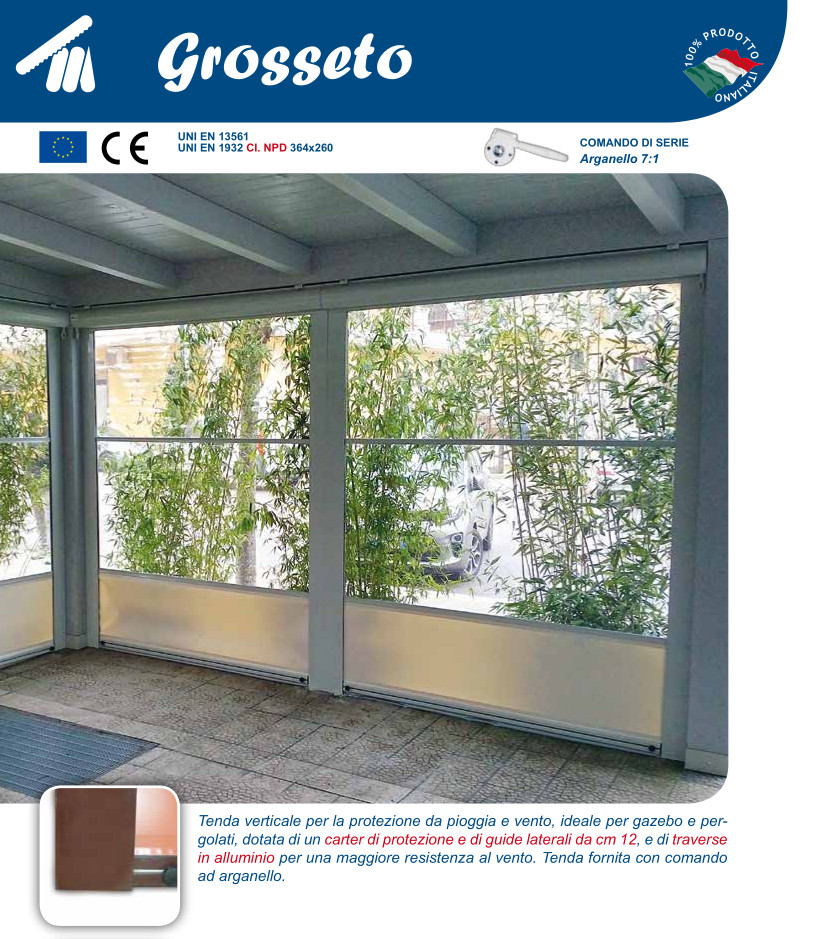 Grosseto
100% PRODOTTO ITALIANO
CE
UNI EN 13561
UNI EN 1932 Cl. NPD 364x260
COMANDO DI SERIE
Arganello 7:1
Tenda verticale per la protezione da pioggia e vento, ideale per gazebo e per-
golati, dotata di un carter di protezione e di guide laterali da cm 12, e di traverse
in alluminio per una maggiore resistenza al vento. Tenda fornita con comando
ad arganello.